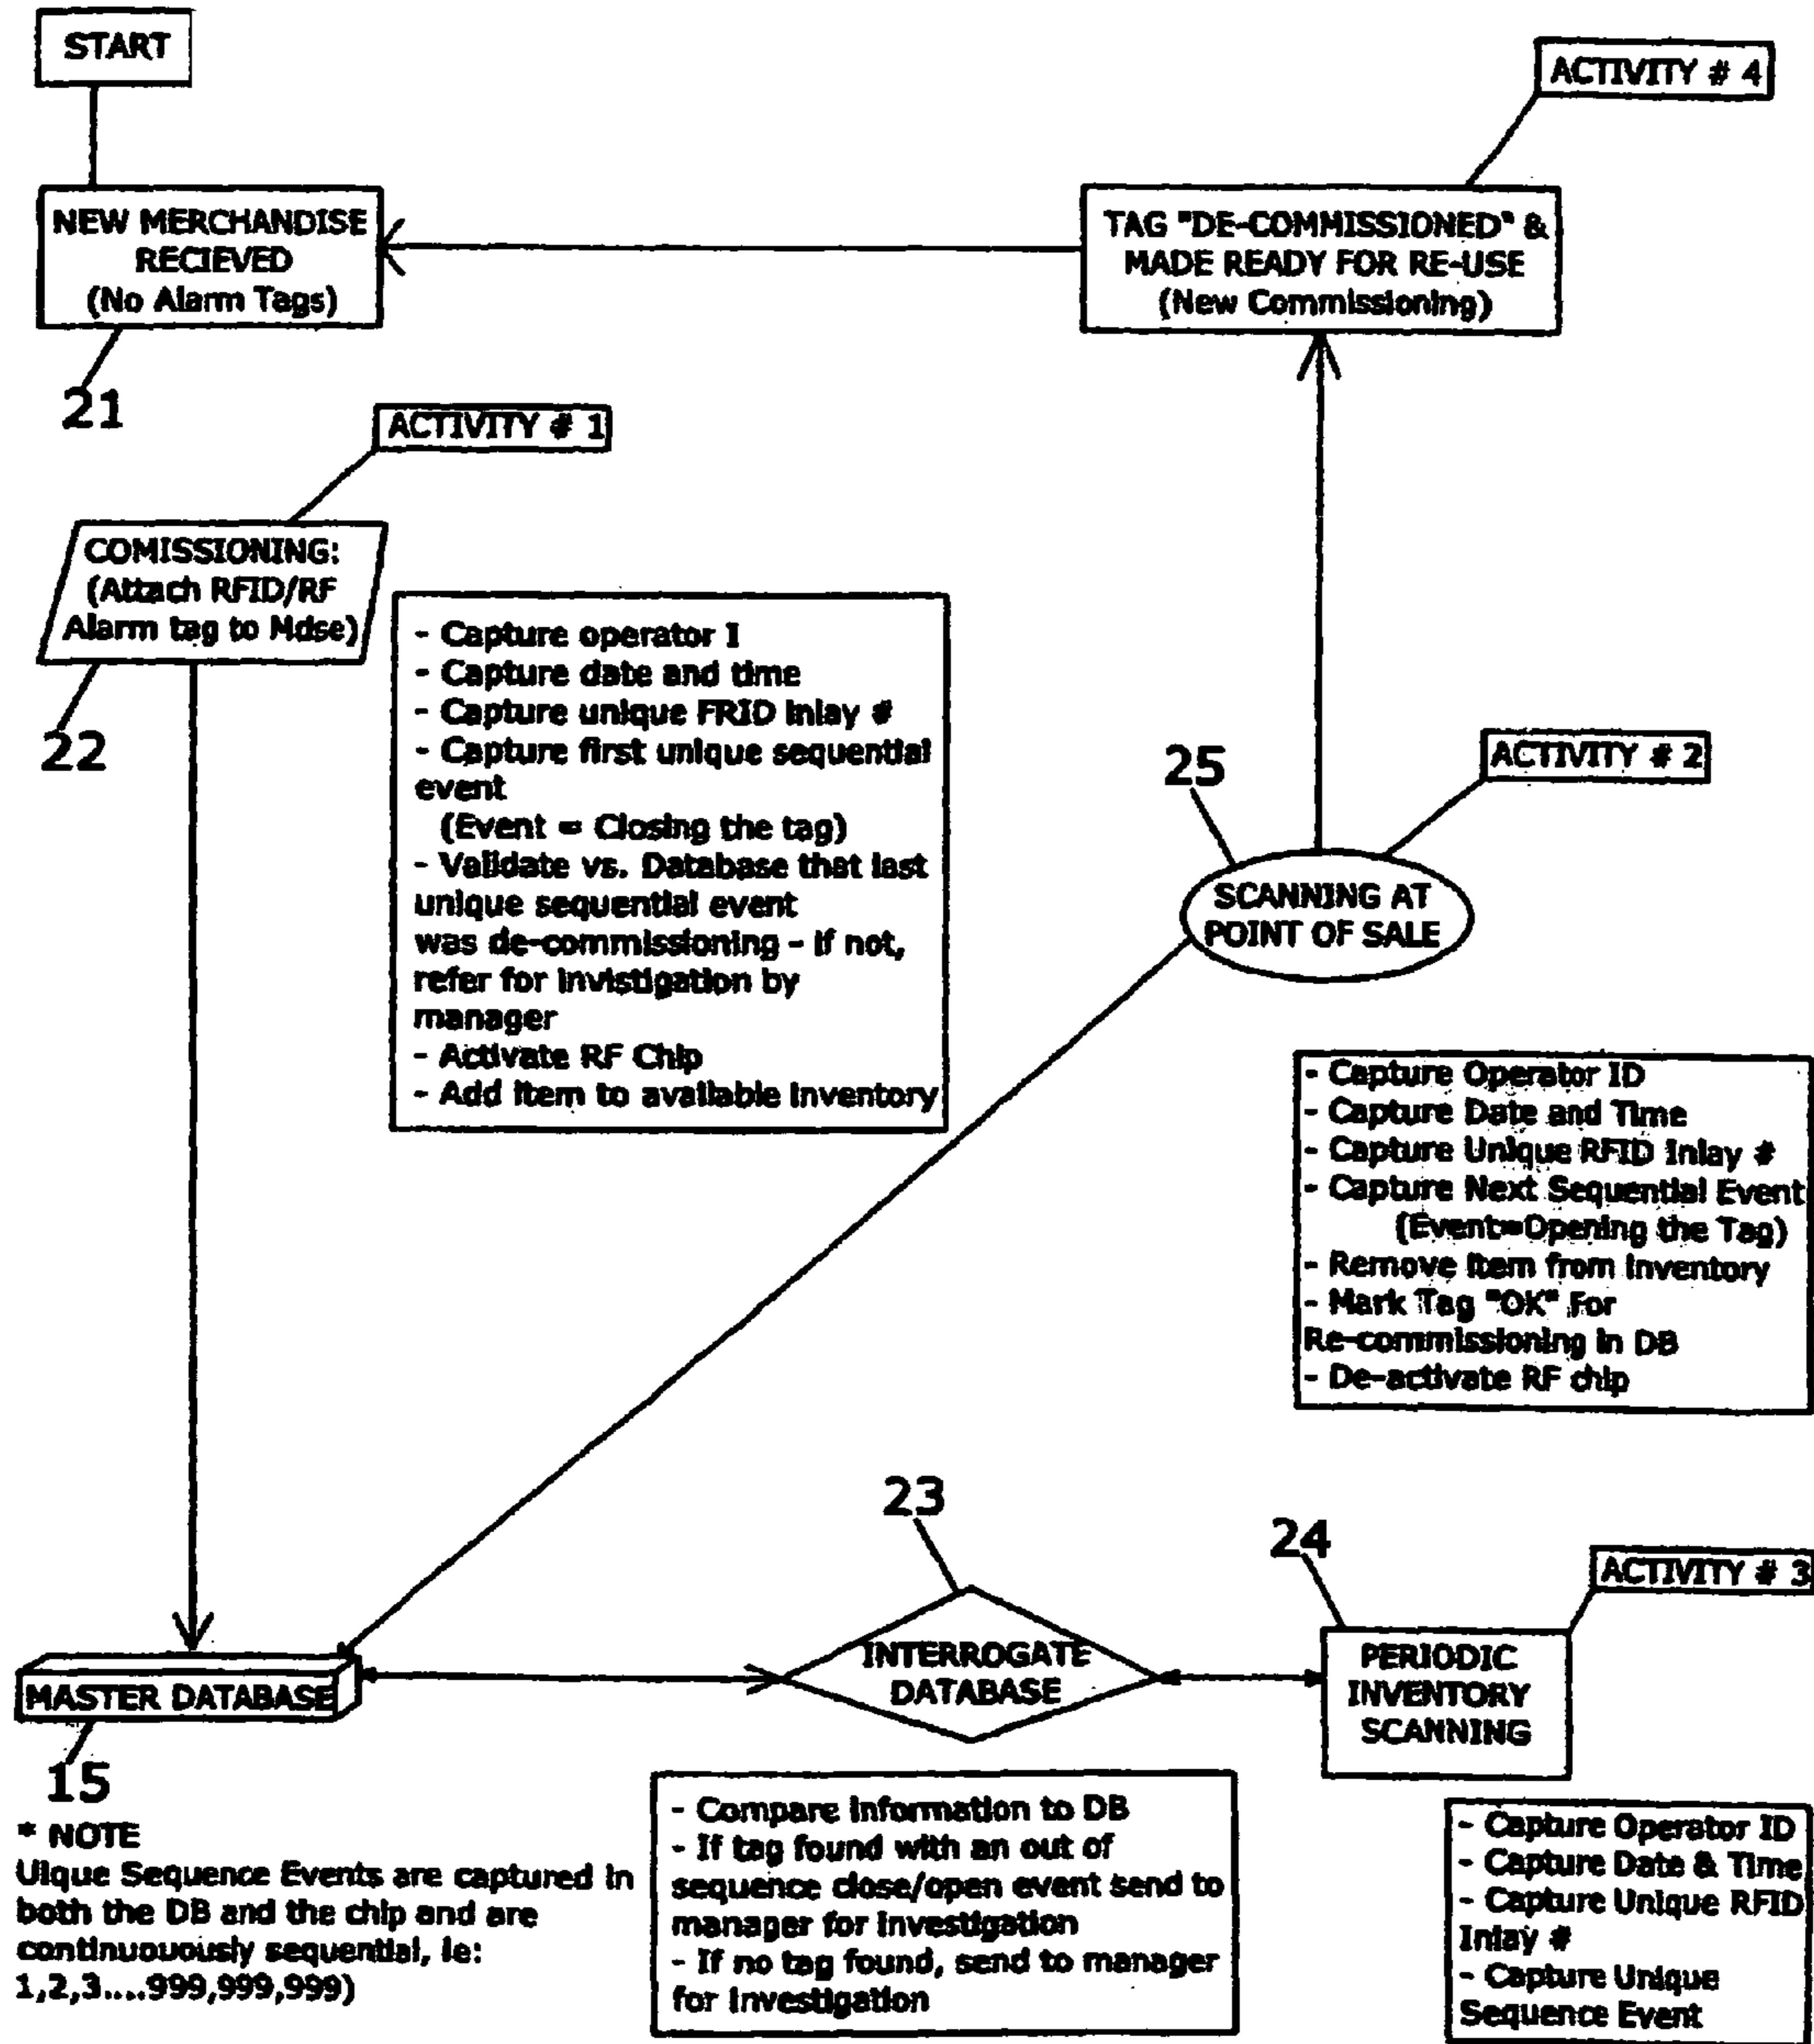 START
ACTIVITY # 4
NEW MERCHANDISE
RECIEVED
(No Alarm Tags)
21
TAG "DE-COMMISSIONED" &
MADE READY FOR RE-USE
(New Commissioning)
ACTIVITY # 1
COMISSIONING:
(Attach RFID/RF
Alarm tag to Mdse)
22
- Capture operator I
- Capture date and time
- Capture unique FRID inlay #
- Capture first unique sequential
event
(Event = Closing the tag)
- Validate vs. Database that last
unique sequential event
was de-commissioning - if not,
refer for invistigation by
manager
- Activate RF Chip
- Add item to available inventory
25
ACTIVITY # 2
SCANNING AT
POINT OF SALE
- Capture Operator ID
- Capture Date and Time
- Capture Unique RFID Inlay #
- Capture Next Sequential Event
(Event=Opening the Tag)
- Remove item from inventory
- Mark Tag "OK" For
Re-commissioning in DB
- De-activate RF chip
23
24
ACTIVITY # 3
MASTER DATABASE
15
INTERROGATE
DATABASE
PERIODIC
INVENTORY
SCANNING
* NOTE
Uique Sequence Events are captured in
both the DB and the chip and are
continuouously sequential, ie:
1,2,3....999,999,999)
- Compare information to DB
- If tag found with an out of
sequence close/open event send to
manager for investigation
- If no tag found, send to manager
for investigation
- Capture Operator ID
- Capture Date & Time
- Capture Unique RFID
Inlay #
- Capture Unique
Sequence Event